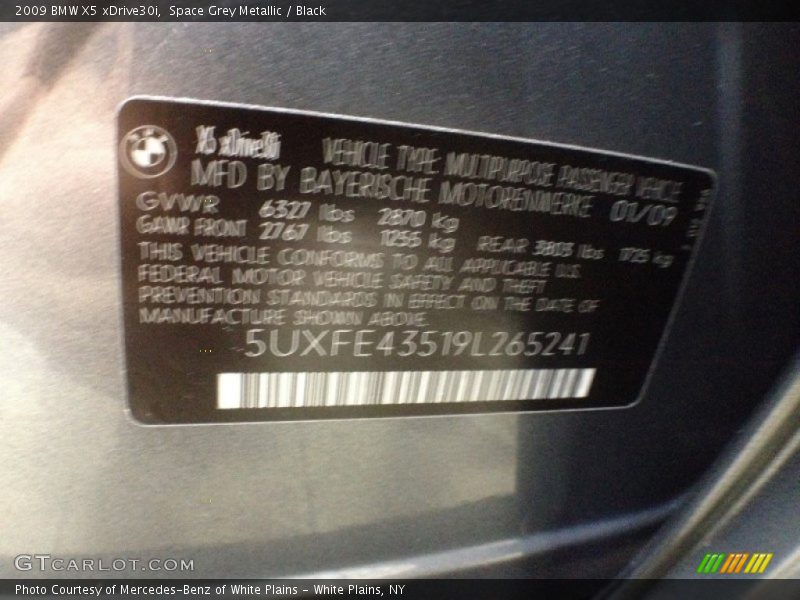 2009 BMW X5 xDrive30i, Space Grey Metallic / Black
X5 xDrive30i
VEHICLE TYPE MULTIPURPOSE PASSENGER VEHICLE
MFD BY BAYERISCHE MOTORENWERKE 01/09
GVWR 6327 lbs 2870 kg
GAWR FRONT 2767 lbs 1255 kg REAR 3803 lbs 1725 kg
THIS VEHICLE CONFORMS TO ALL APPLICABLE U.S.
FEDERAL MOTOR VEHICLE SAFETY AND THEFT
PREVENTION STANDARDS IN EFFECT ON THE DATE OF
MANUFACTURE SHOWN ABOVE.
5UXFE43519L265241
GTCARLOT.COM
Photo Courtesy of Mercedes-Benz of White Plains - White Plains, NY